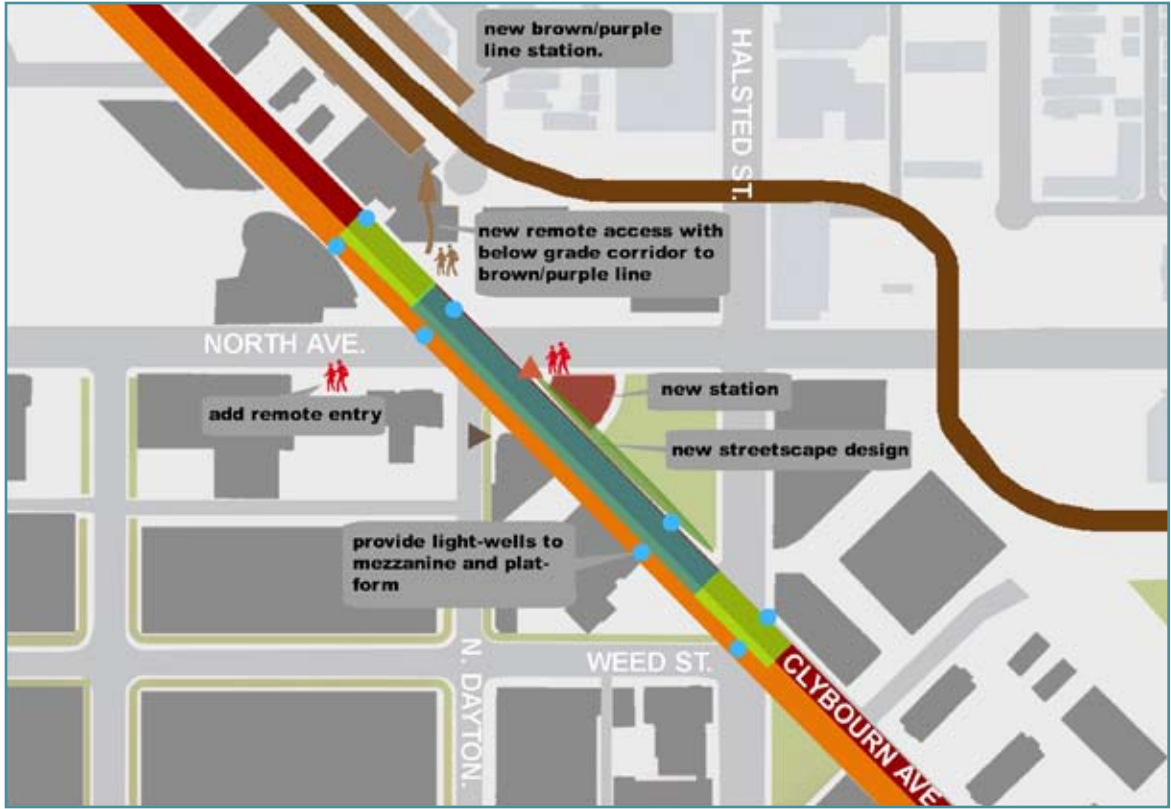 new brown/purple
line station.
HALSTED ST.
new remote access with
below grade corridor to
brown/purple line
NORTH AVE.
new station
add remote entry
new streetscape design
provide light-wells to
mezzanine and plat-
form
WEED ST.
N. DAYTON.
CLYBOURN AVE